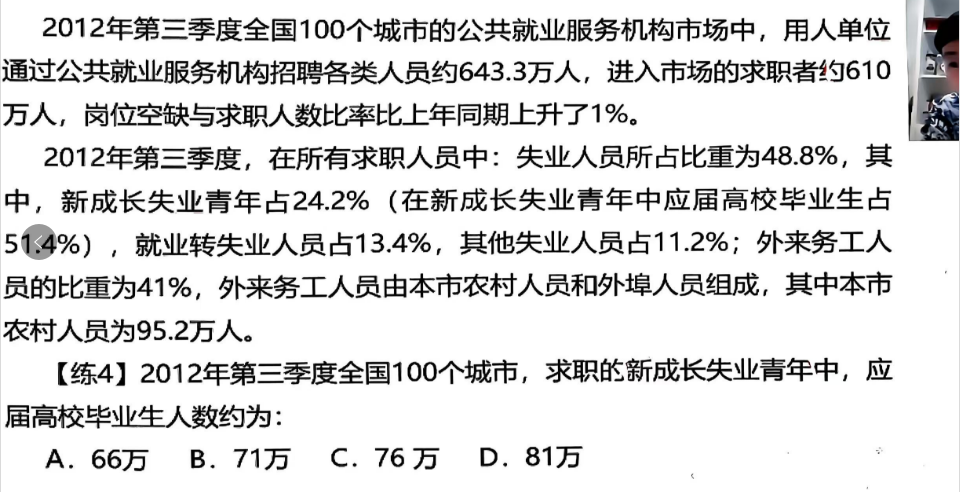 2012年第三季度全国100个城市的公共就业服务机构市场中，用人单位
通过公共就业服务机构招聘各类人员约643.3万人，进入市场的求职者约610
万人，岗位空缺与求职人数比率比上年同期上升了1%。
2012年第三季度，在所有求职人员中：失业人员所占比重为48.8%，其
中，新成长失业青年占24.2%（在新成长失业青年中应届高校毕业生占
51.4%），就业转失业人员占13.4%，其他失业人员占11.2%；外来务工人
员的比重为41%，外来务工人员由本市农村人员和外埠人员组成，其中本市
农村人员为95.2万人。
【练4】2012年第三季度全国100个城市，求职的新成长失业青年中，应
届高校毕业生人数约为：
A．66万 B．71万 C．76 万 D．81万